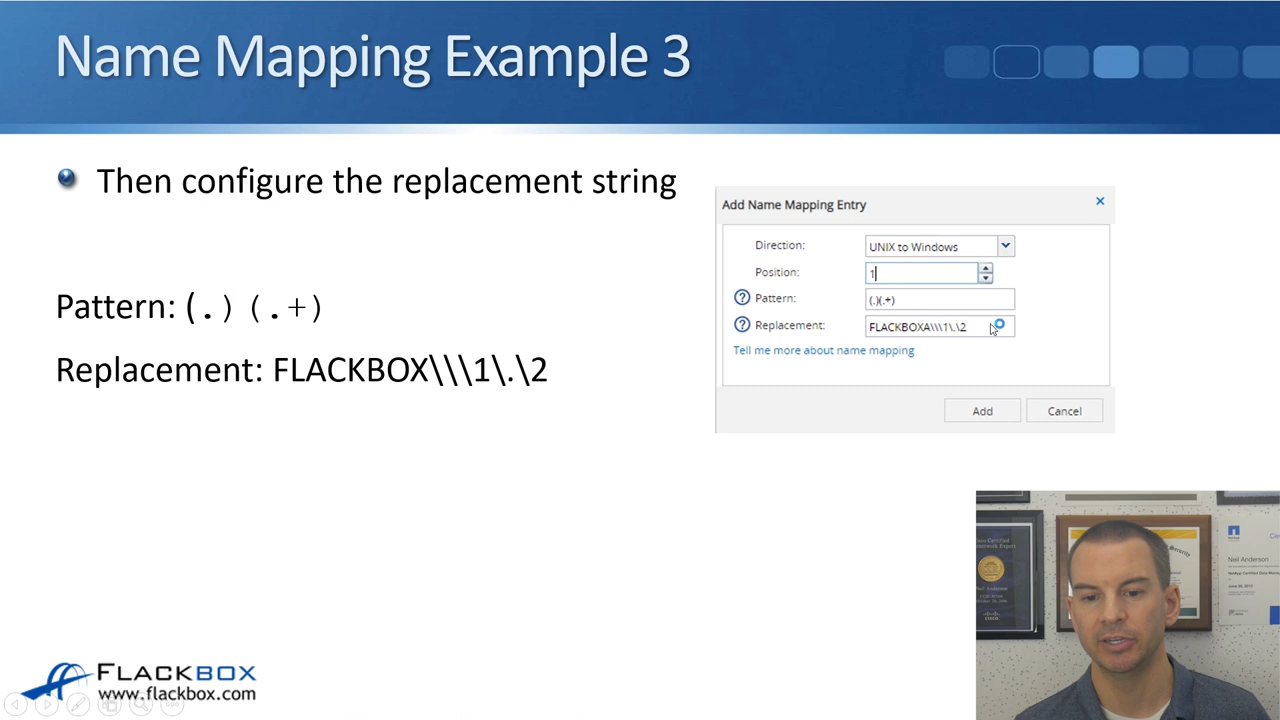 Name Mapping Example 3
Then configure the replacement string
Pattern: (.)(.+)
Replacement: FLACKBOX\\\1\.\2
Add Name Mapping Entry
Direction: UNIX to Windows
Position: 1
Pattern: (.)(.+)
Replacement: FLACKBOXA\\\1\.\2
Tell me more about name mapping
Add Cancel
Neil Anderson
FLACKBOX
www.flackbox.com